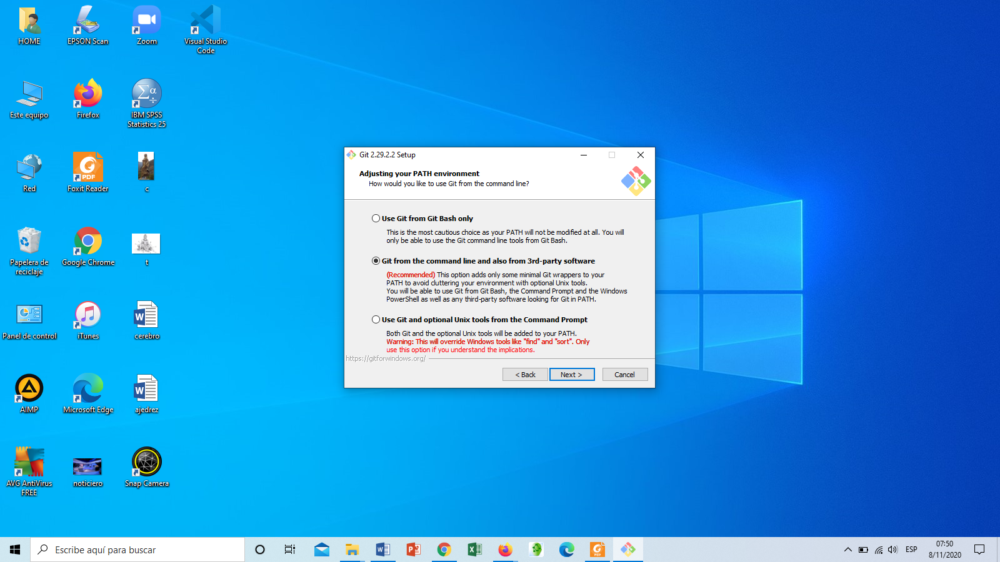 HOME
EPSON Scan
Zoom
Visual Studio
Code
Este equipo
Firefox
IBM SPSS
Statistics 25
Red
Foxit Reader
c
Papelera de
reciclaje
Google Chrome
t
Panel de control
iTunes
cerebro
AIMP
Microsoft Edge
ajedrez
AVG AntiVirus
FREE
noticiero
Snap Camera
PDF
Git 2.29.2.2 Setup
Adjusting your PATH environment
How would you like to use Git from the command line?
Use Git from Git Bash only
This is the most cautious choice as your PATH will not be modified at all. You will
only be able to use the Git command line tools from Git Bash.
Git from the command line and also from 3rd-party software
(Recommended) This option adds only some minimal Git wrappers to your
PATH to avoid cluttering your environment with optional Unix tools.
You will be able to use Git from Git Bash, the Command Prompt and the Windows
PowerShell as well as any third-party software looking for Git in PATH.
Use Git and optional Unix tools from the Command Prompt
Both Git and the optional Unix tools will be added to your PATH.
Warning: This will override Windows tools like "find" and "sort". Only
use this option if you understand the implications.
https://gitforwindows.org/
< Back
Next >
Cancel
Escribe aquí para buscar
ESP
07:50
8/11/2020